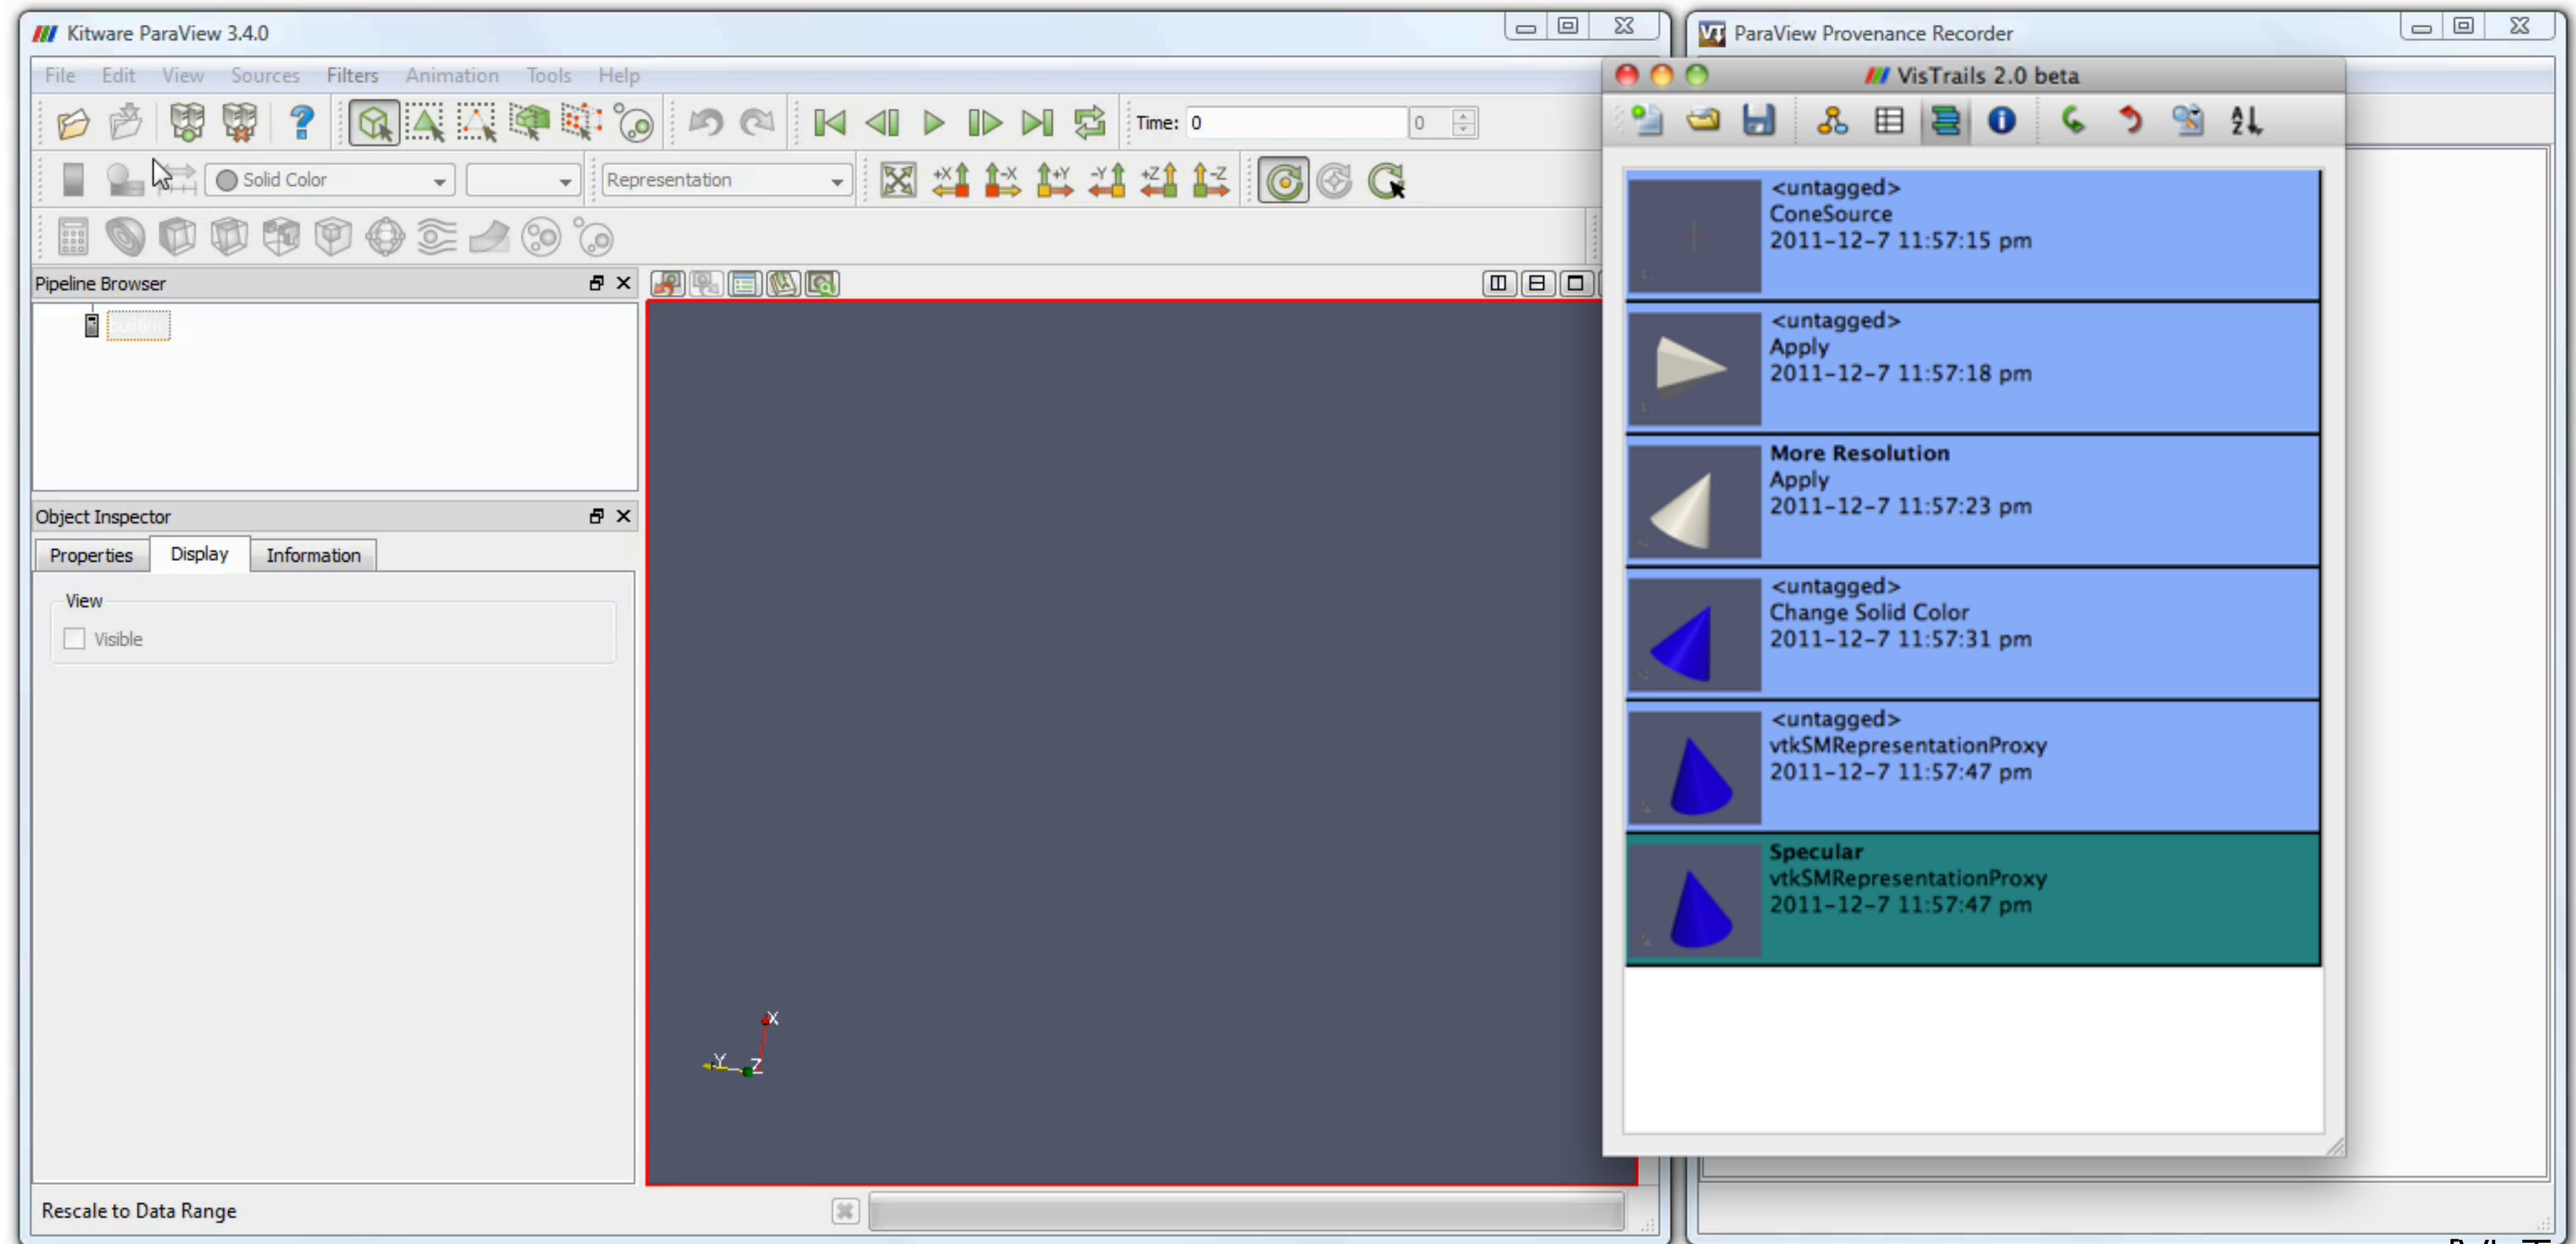 Kitware ParaView 3.4.0
File Edit View Sources Filters Animation Tools Help
Time: 0 0
Solid Color Representation
+X -X +Y -Y +Z -Z
Pipeline Browser
Object Inspector
Properties Display Information
View
Visible
X
Y Z
Rescale to Data Range
VT ParaView Provenance Recorder
VisTrails 2.0 beta
<untagged>
ConeSource
2011-12-7 11:57:15 pm
<untagged>
Apply
2011-12-7 11:57:18 pm
More Resolution
Apply
2011-12-7 11:57:23 pm
<untagged>
Change Solid Color
2011-12-7 11:57:31 pm
<untagged>
vtkSMRepresentationProxy
2011-12-7 11:57:47 pm
Specular
vtkSMRepresentationProxy
2011-12-7 11:57:47 pm